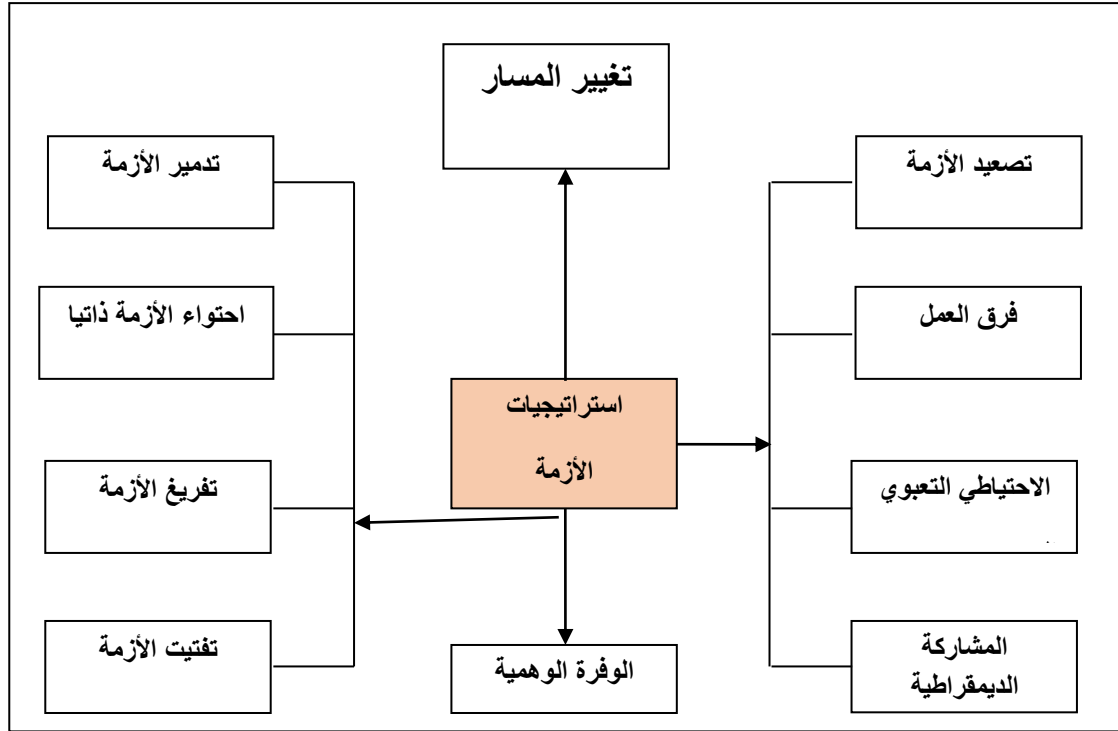 تغيير المسار
تصعيد الأزمة
تدمير الأزمة
فرق العمل
احتواء الأزمة ذاتيا
استراتيجيات
الأزمة
الاحتياطي التعبوي
.
تفريغ الأزمة
المشاركة
الديمقراطية
الوفرة الوهمية
تفتيت الأزمة